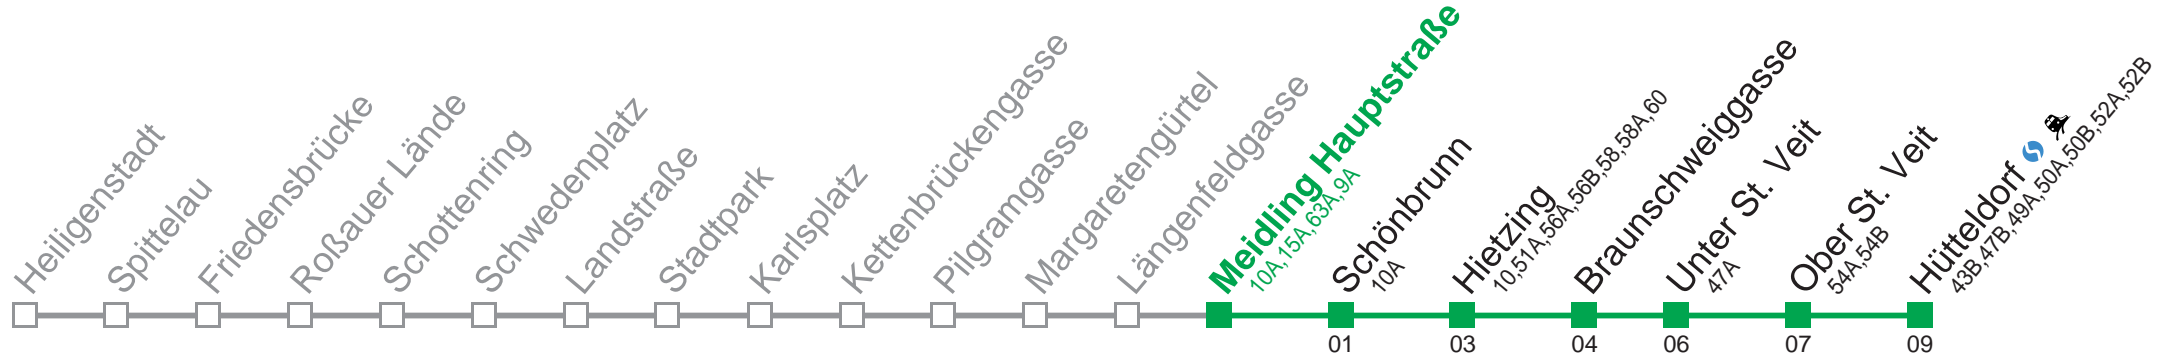 Heiligenstadt
Spittelau
Friedensbrücke
Roßauer Lände
Schottenring
Schwedenplatz
Landstraße
Stadtpark
Karlsplatz
Kettenbrückengasse
Pilgramgasse
Margaretengürtel
Längenfeldgasse
Meidling Hauptstraße
10A,15A,63A,9A
Schönbrunn
10A
Hietzing
10,51A,56A,56B,58,58A,60
Braunschweiggasse
Unter St. Veit
47A
Ober St. Veit
54A,54B
Hütteldorf
43B,47B,49A,50A,50B,52A,52B
01
03
04
06
07
09